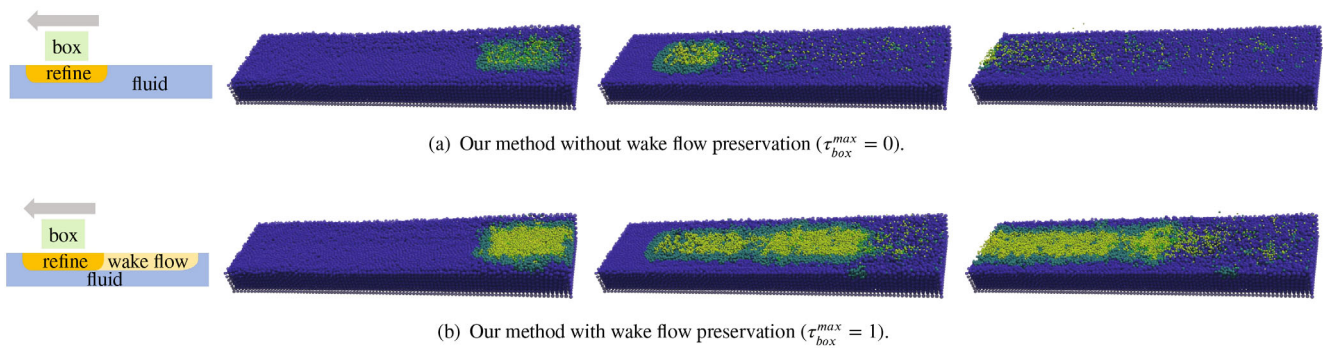 box
refine
fluid
(a) Our method without wake flow preservation (τ_box^max = 0).
box
refine wake flow
fluid
(b) Our method with wake flow preservation (τ_box^max = 1).